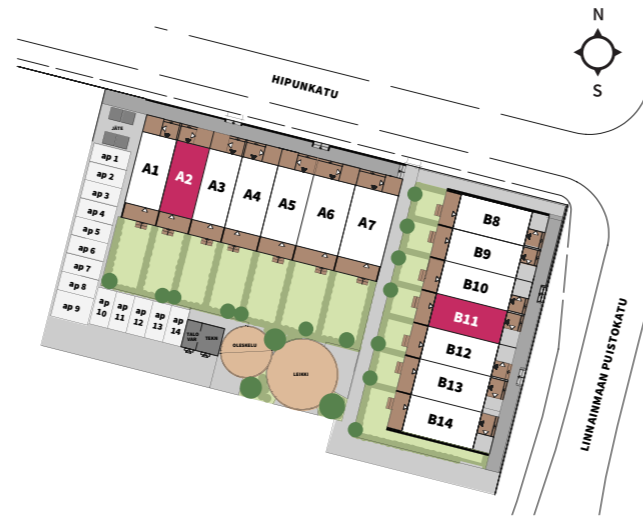 N
S
HIPUNKATU
LINNAINMAAN PUISTOKATU
JÄTE
ap 1
ap 2
ap 3
ap 4
ap 5
ap 6
ap 7
ap 8
ap 9
ap
10
ap
11
ap
12
ap
13
ap
14
A1
A2
A3
A4
A5
A6
A7
TALO
VAR
TEKN
OLESKELU
LEIKKI
B8
B9
B10
B11
B12
B13
B14